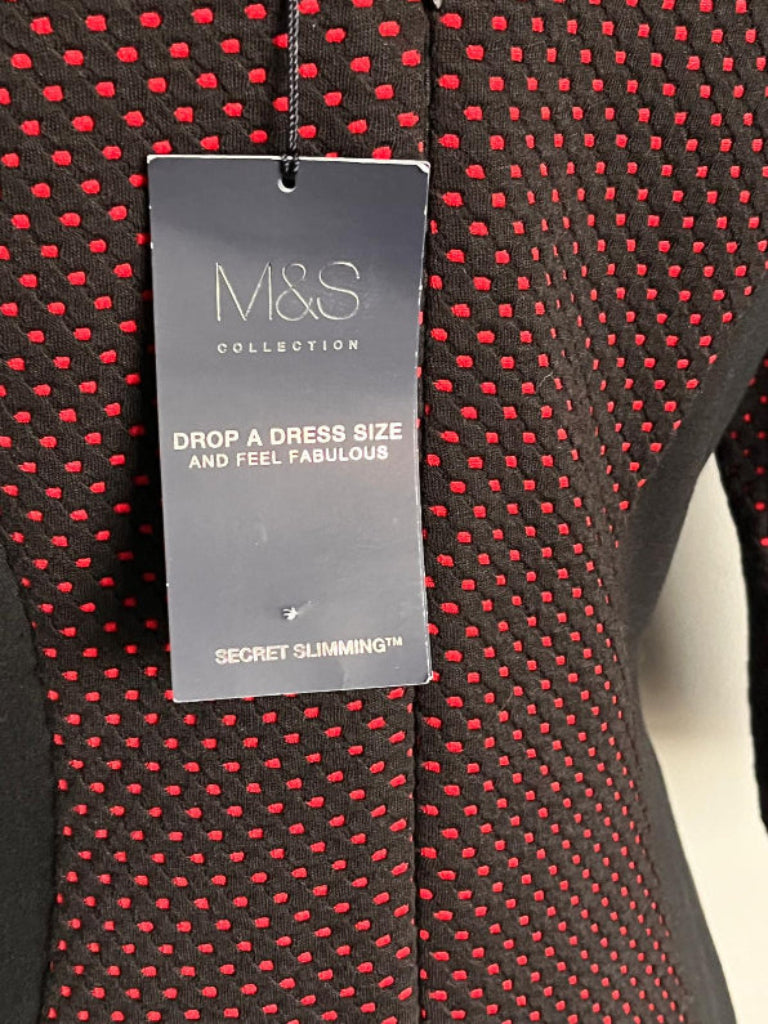 M&S
COLLECTION
DROP A DRESS SIZE
AND FEEL FABULOUS
SECRET SLIMMING™